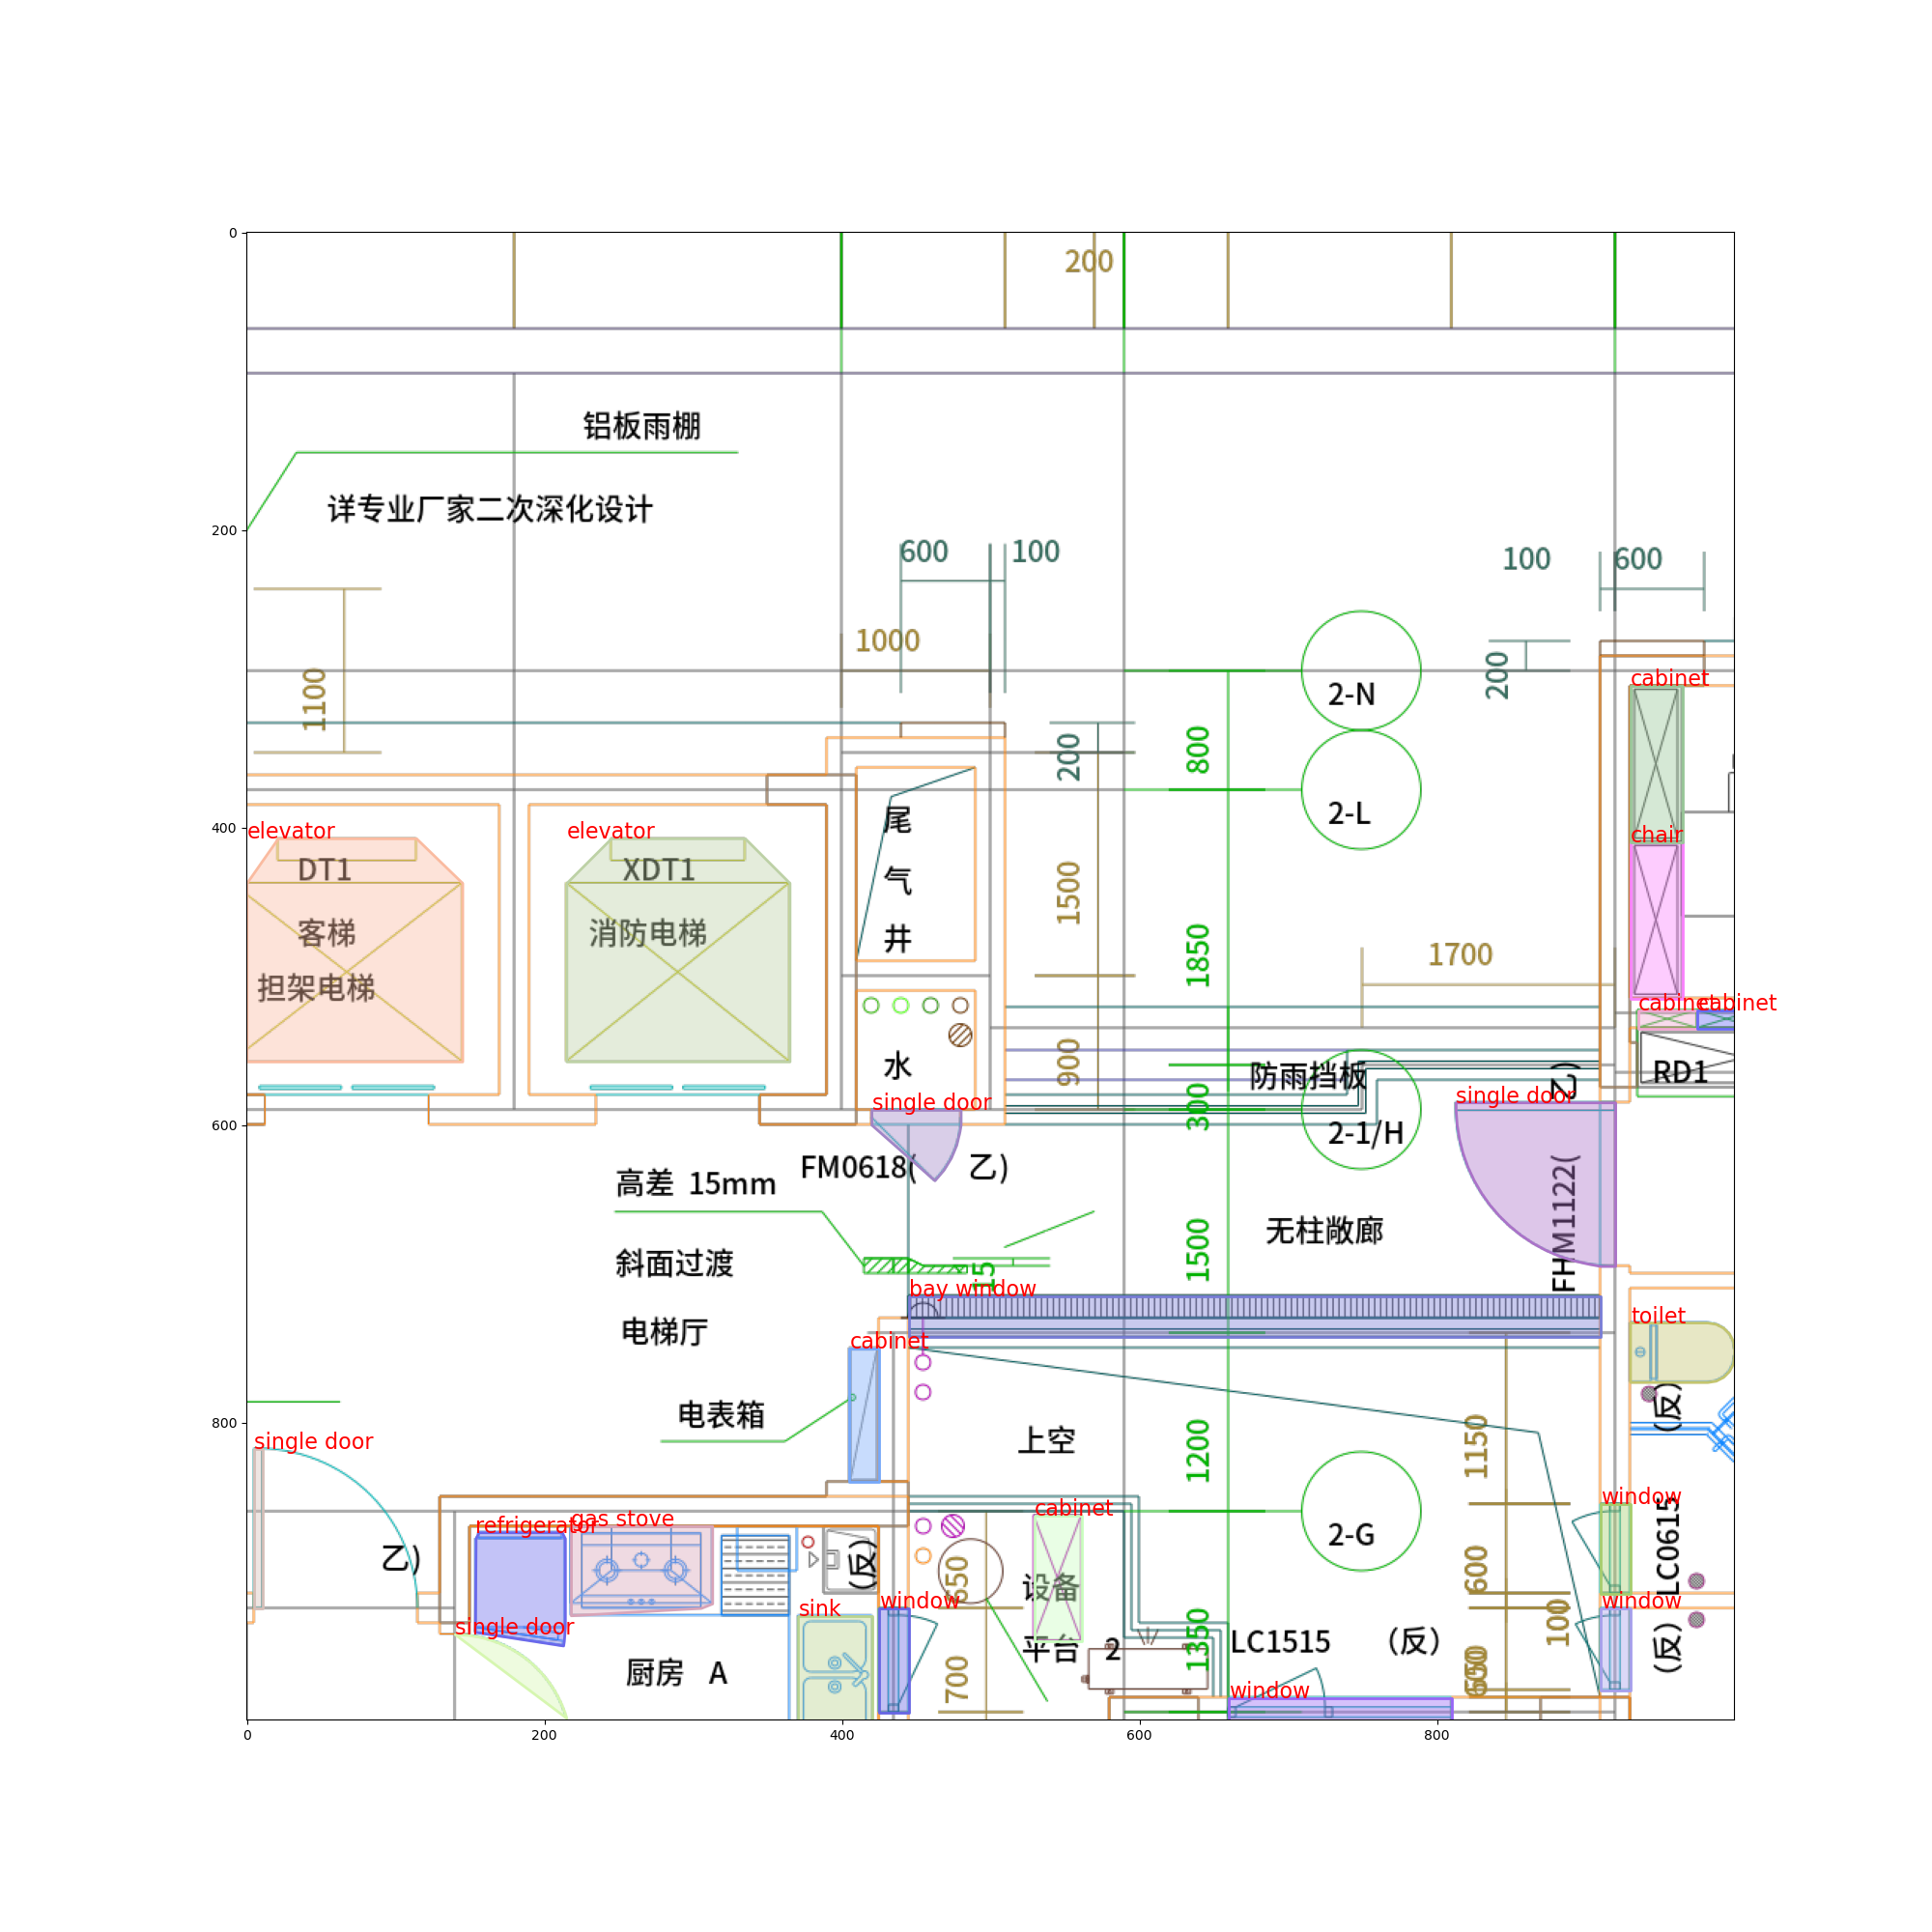 0
200
铝板雨棚
详专业厂家二次深化设计
200
600
100
100
600
1000
1100
200
2-N
cabinet
800
200
2-L
400
elevator
elevator
尾
chair
DT1
XDT1
气
1500
客梯
消防电梯
井
1850
1700
担架电梯
cabinet
cabinet
水
900
防雨挡板
乙)
RD1
single door
single door
300
600
2-1/H
FM0618(
乙)
高差 15mm
FHM1122(
无柱敞廊
1500
斜面过渡
15
bay window
toilet
电梯厅
cabinet
(反)
电表箱
800
上空
1200
1150
single door
window
cabinet
refrigerator
gas stove
2-G
LC0615
乙)
(反)
650
设备
600
sink
window
window
single door
平台 2
1350
LC1515
(反)
100
(反)
厨房 A
700
window
0
200
400
600
800